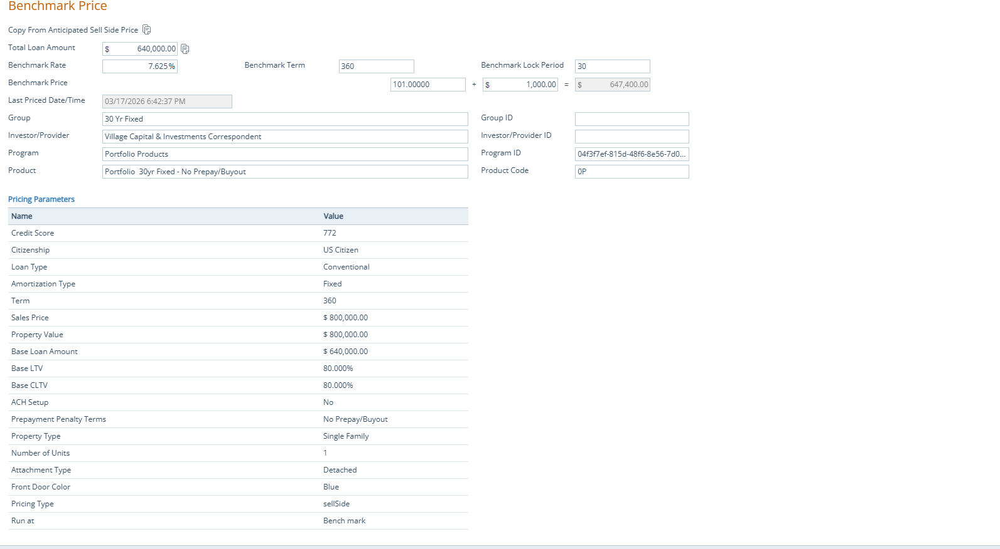 Benchmark Price
Copy From Anticipated Sell Side Price
Total Loan Amount $ 640,000.00
Benchmark Rate 7.625% Benchmark Term 360 Benchmark Lock Period 30
Benchmark Price 101.00000 + $ 1,000.00 = $ 647,400.00
Last Priced Date/Time 03/17/2026 6:42:37 PM
Group 30 Yr Fixed Group ID
Investor/Provider Village Capital & Investments Correspondent Investor/Provider ID
Program Portfolio Products Program ID 04f3f7ef-815d-48f6-8e56-7d0...
Product Portfolio  30yr Fixed - No Prepay/Buyout Product Code 0P
Pricing Parameters
Name Value
Credit Score 772
Citizenship US Citizen
Loan Type Conventional
Amortization Type Fixed
Term 360
Sales Price $ 800,000.00
Property Value $ 800,000.00
Base Loan Amount $ 640,000.00
Base LTV 80.000%
Base CLTV 80.000%
ACH Setup No
Prepayment Penalty Terms No Prepay/Buyout
Property Type Single Family
Number of Units 1
Attachment Type Detached
Front Door Color Blue
Pricing Type sellSide
Run at Bench mark